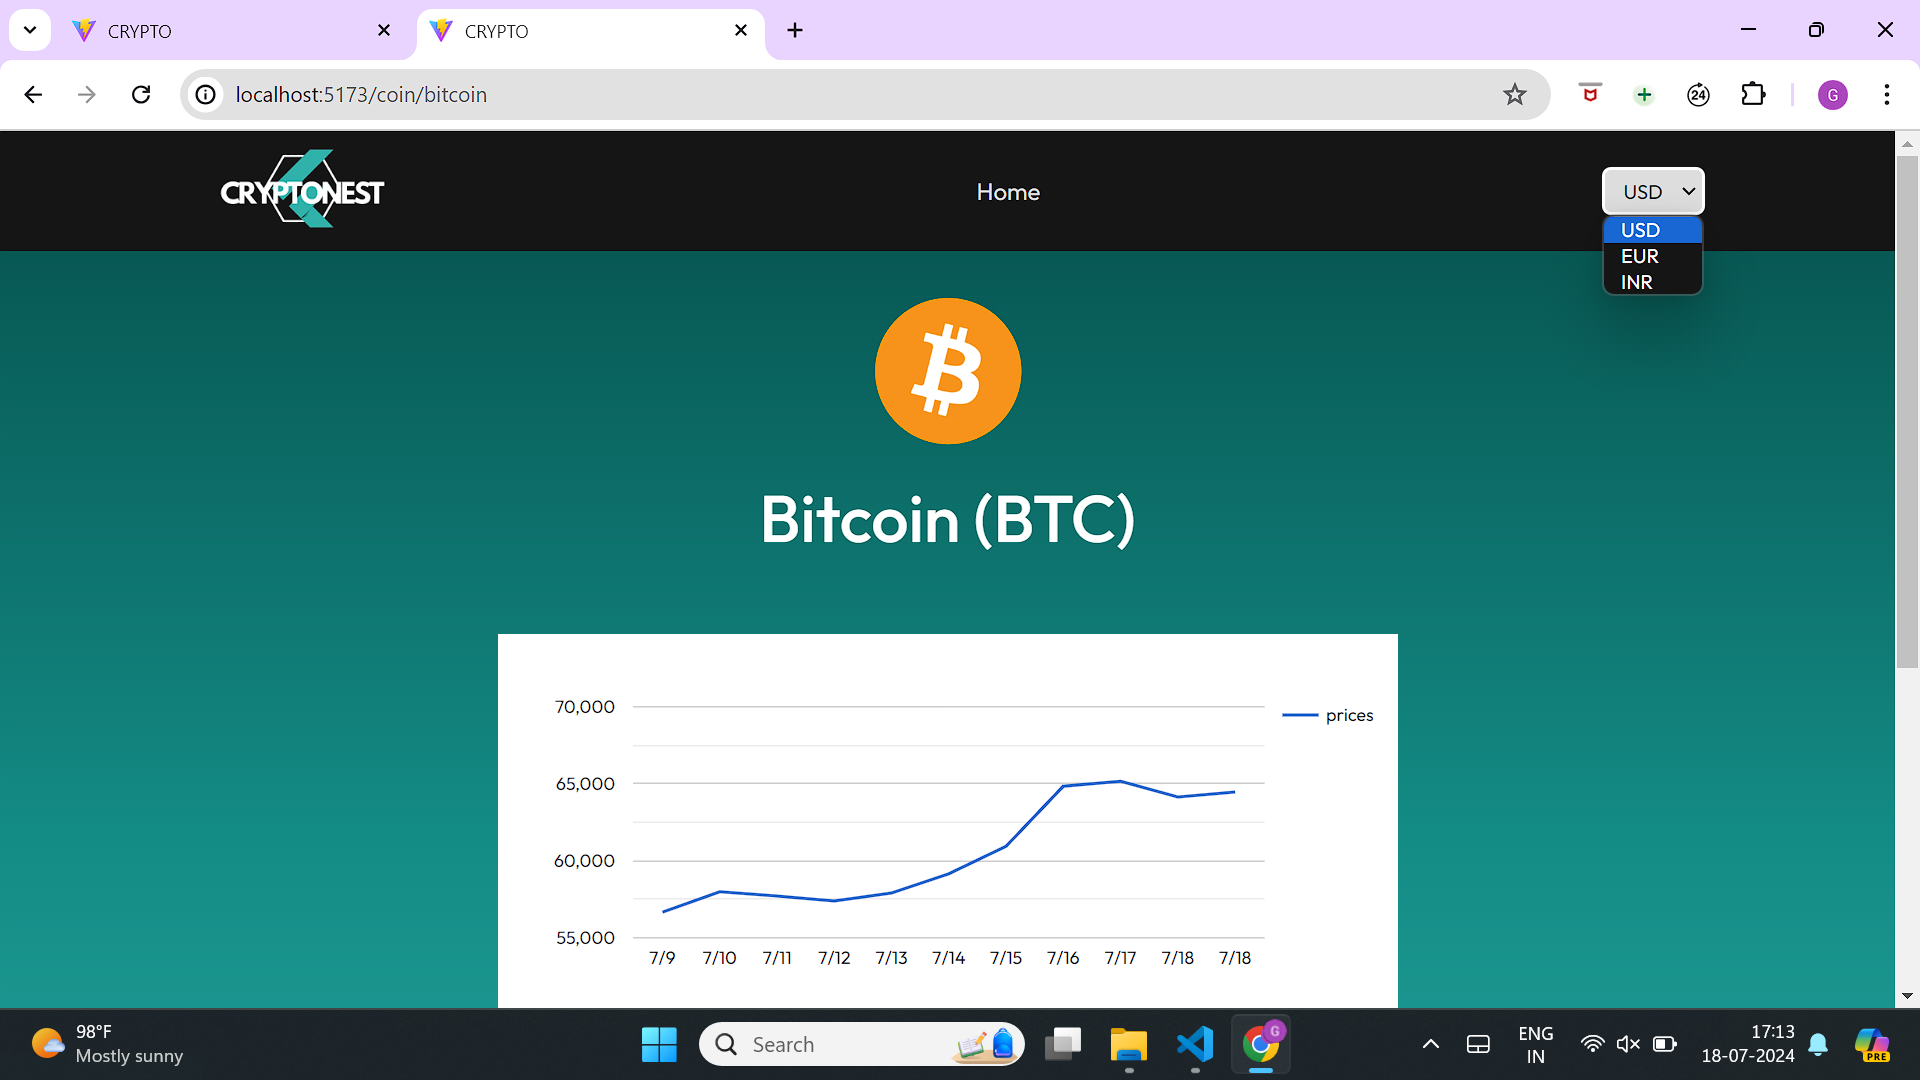 CRYPTO
CRYPTO
localhost:5173/coin/bitcoin
24
G
CRYPTONEST
Home
USD
USD
EUR
INR
Bitcoin (BTC)
70,000
prices
65,000
60,000
55,000
7/9 7/10 7/11 7/12 7/13 7/14 7/15 7/16 7/17 7/18 7/18
98°F
Mostly sunny
Search
G
ENG
IN
17:13
18-07-2024
PRE